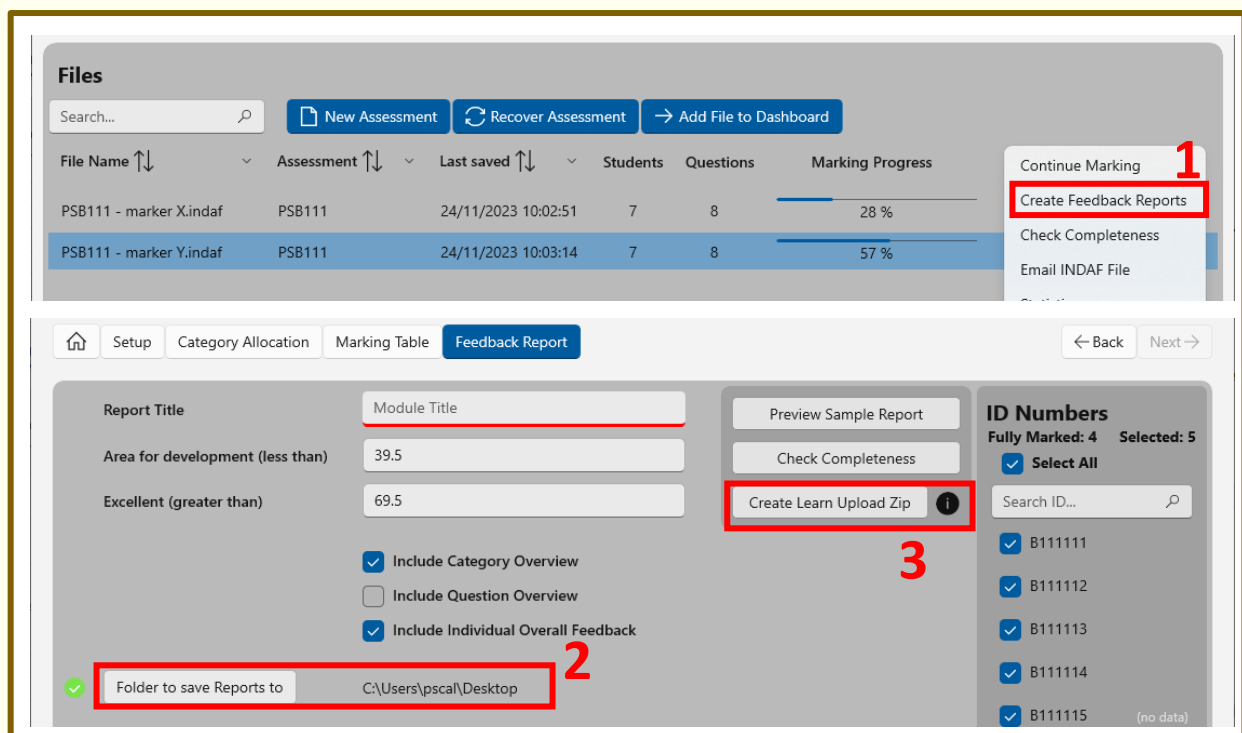 Files
Search... New Assessment Recover Assessment Add File to Dashboard
File Name Assessment Last saved Students Questions Marking Progress
PSB111 - marker X.indaf PSB111 24/11/2023 10:02:51 7 8 28 %
PSB111 - marker Y.indaf PSB111 24/11/2023 10:03:14 7 8 57 %
Continue Marking 1
Create Feedback Reports
Check Completeness
Email INDAF File
Setup Category Allocation Marking Table Feedback Report Back Next
Report Title Module Title
Area for development (less than) 39.5
Excellent (greater than) 69.5
Include Category Overview
Include Question Overview
Include Individual Overall Feedback
2
Folder to save Reports to C:\Users\pscal\Desktop
Preview Sample Report
Check Completeness
Create Learn Upload Zip i
3
ID Numbers
Fully Marked: 4 Selected: 5
Select All
Search ID...
B111111
B111112
B111113
B111114
B111115 (no data)